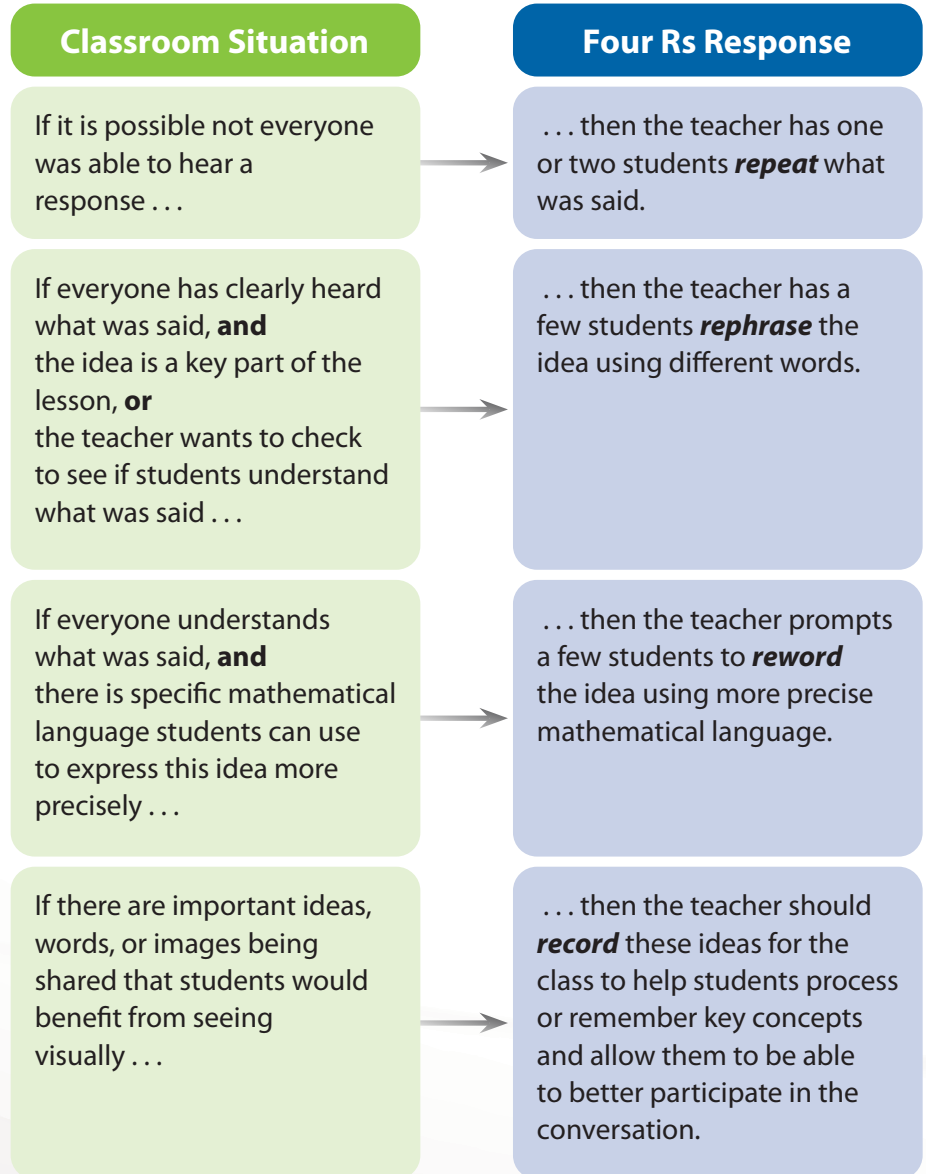 Classroom Situation
Four Rs Response
If it is possible not everyone
was able to hear a
response . . .
. . . then the teacher has one
or two students repeat what
was said.
If everyone has clearly heard
what was said, and
the idea is a key part of the
lesson, or
the teacher wants to check
to see if students understand
what was said . . .
. . . then the teacher has a
few students rephrase the
idea using different words.
If everyone understands
what was said, and
there is specific mathematical
language students can use
to express this idea more
precisely . . .
. . . then the teacher prompts
a few students to reword
the idea using more precise
mathematical language.
If there are important ideas,
words, or images being
shared that students would
benefit from seeing
visually . . .
. . . then the teacher should
record these ideas for the
class to help students process
or remember key concepts
and allow them to be able
to better participate in the
conversation.